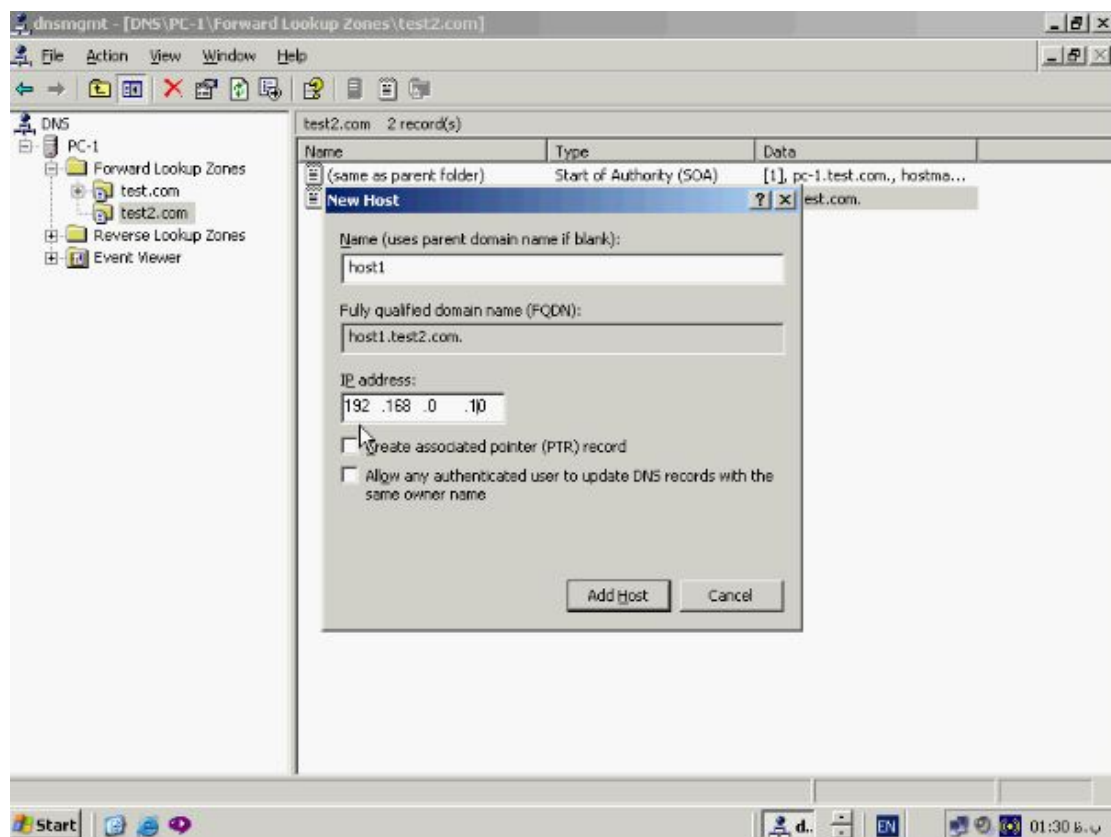 dnsmgmt - [DNS\PC-1\Forward Lookup Zones\test2.com]
File Action View Window Help
DNS
PC-1
Forward Lookup Zones
test.com
test2.com
Reverse Lookup Zones
Event Viewer
test2.com 2 record(s)
Name Type Data
(same as parent folder) Start of Authority (SOA) [1], pc-1.test.com., hostma...
est.com.
New Host
Name (uses parent domain name if blank):
host1
Fully qualified domain name (FQDN):
host1.test2.com.
IP address:
192 .168 .0 .10
Create associated pointer (PTR) record
Allow any authenticated user to update DNS records with the
same owner name
Add Host Cancel
Start d.. EN 01:30